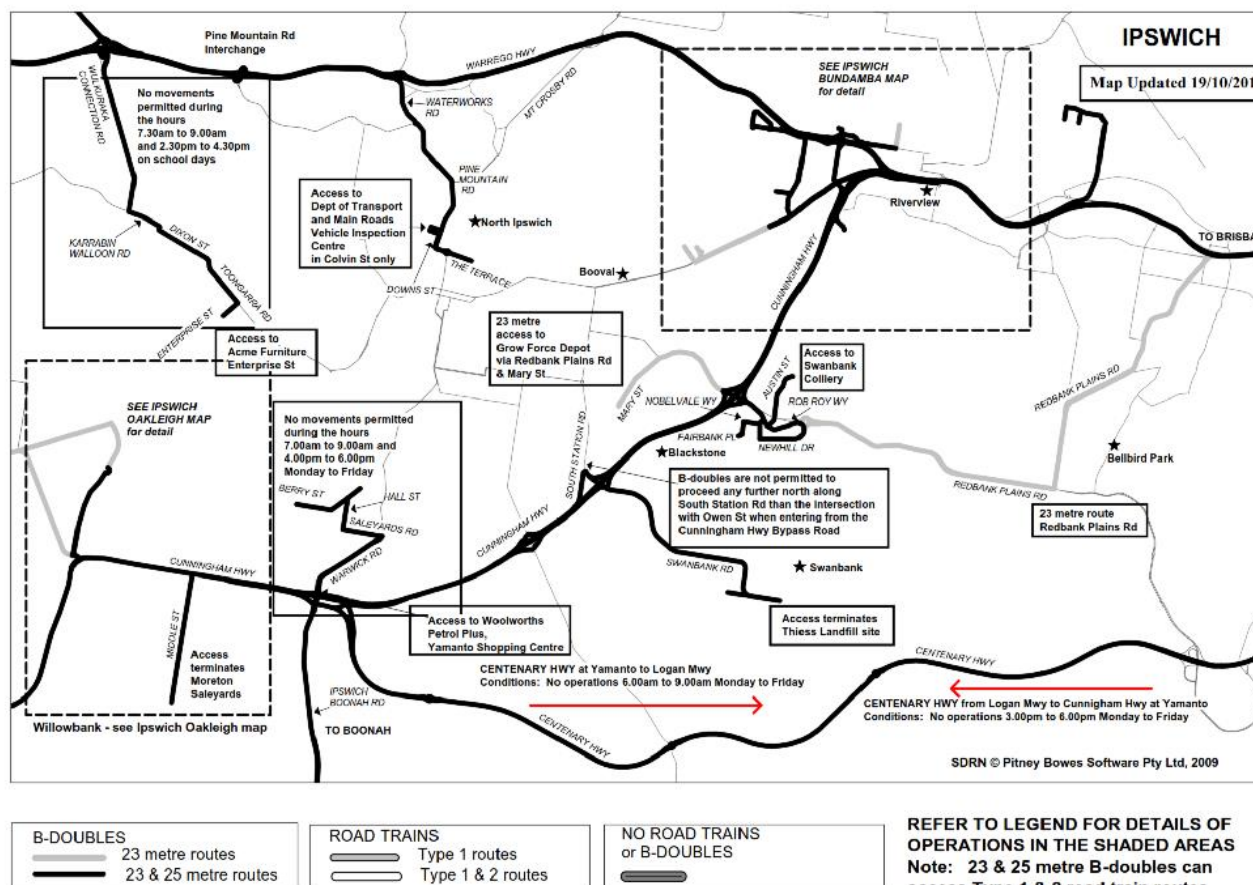 Pine Mountain Rd
Interchange
IPSWICH
WARREGO HWY
SEE IPSWICH
BUNDAMBA MAP
for detail
Map Updated 19/10/201
WULKURAKA
CONNECTION RD
No movements
permitted during
the hours
7.30am to 9.00am
and 2.30pm to 4.30pm
on school days
WATERWORKS
RD
MT CROSBY RD
PINE
MOUNTAIN
RD
Access to
Dept of Transport
and Main Roads
Vehicle Inspection
Centre
in Colvin St only
North Ipswich
Riverview
KARRABIN
WALLOON RD
DIXON ST
TOONGARRA RD
THE TERRACE
Booval
CUNNINGHAM HWY
TO BRISBA
DOWNS ST
ENTERPRISE ST
Access to
Acme Furniture
Enterprise St
23 metre
access to
Grow Force Depot
via Redbank Plains Rd
& Mary St
Access to
Swanbank
Colliery
AUSTIN ST
REDBANK PLAINS RD
SEE IPSWICH
OAKLEIGH MAP
for detail
No movements permitted
during the hours
7.00am to 9.00am and
4.00pm to 6.00pm
Monday to Friday
MARY ST
NOBELVALE WY
ROB ROY WY
FAIRBANK PL
NEWHILL DR
SOUTH STATION RD
Blackstone
Bellbird Park
BERRY ST
HALL ST
B-doubles are not permitted to
proceed any further north along
South Station Rd than the intersection
with Owen St when entering from the
Cunningham Hwy Bypass Road
REDBANK PLAINS RD
23 metre route
Redbank Plains Rd
SALEYARDS RD
CUNNINGHAM HWY
WARWICK RD
CUNNINGHAM HWY
SWANBANK RD
Swanbank
MIDDLE ST
Access to Woolworths
Petrol Plus,
Yamanto Shopping Centre
Access terminates
Thiess Landfill site
Access
terminates
Moreton
Saleyards
CENTENARY HWY at Yamanto to Logan Mwy
Conditions: No operations 6.00am to 9.00am Monday to Friday
CENTENARY HWY
IPSWICH
BOONAH RD
CENTENARY HWY from Logan Mwy to Cunnigham Hwy at Yamanto
Conditions: No operations 3.00pm to 6.00pm Monday to Friday
Willowbank - see Ipswich Oakleigh map
TO BOONAH
CENTENARY HWY
SDRN © Pitney Bowes Software Pty Ltd, 2009
B-DOUBLES
23 metre routes
23 & 25 metre routes
ROAD TRAINS
Type 1 routes
Type 1 & 2 routes
NO ROAD TRAINS
or B-DOUBLES
REFER TO LEGEND FOR DETAILS OF
OPERATIONS IN THE SHADED AREAS
Note: 23 & 25 metre B-doubles can
access Type 1 & 2 road train routes